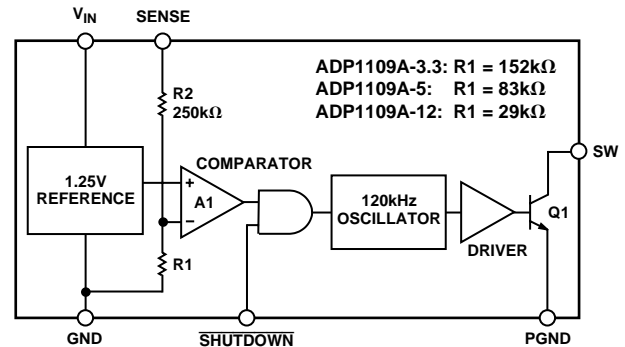 V_IN
SENSE
R2
250kΩ
ADP1109A-3.3: R1 = 152kΩ
ADP1109A-5: R1 = 83kΩ
ADP1109A-12: R1 = 29kΩ
SW
COMPARATOR
1.25V
REFERENCE
+
A1
−
120kHz
OSCILLATOR
Q1
DRIVER
R1
GND
SHUTDOWN
PGND